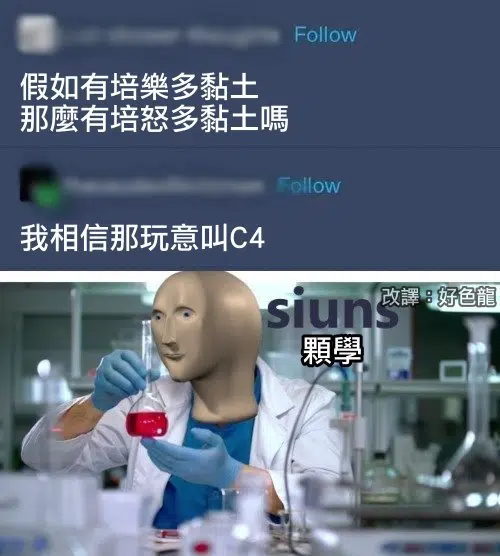 Follow
假如有培樂多黏土
那麼有培怒多黏土嗎
Follow
我相信那玩意叫C4
改譯：好色龍
siuns
顆學